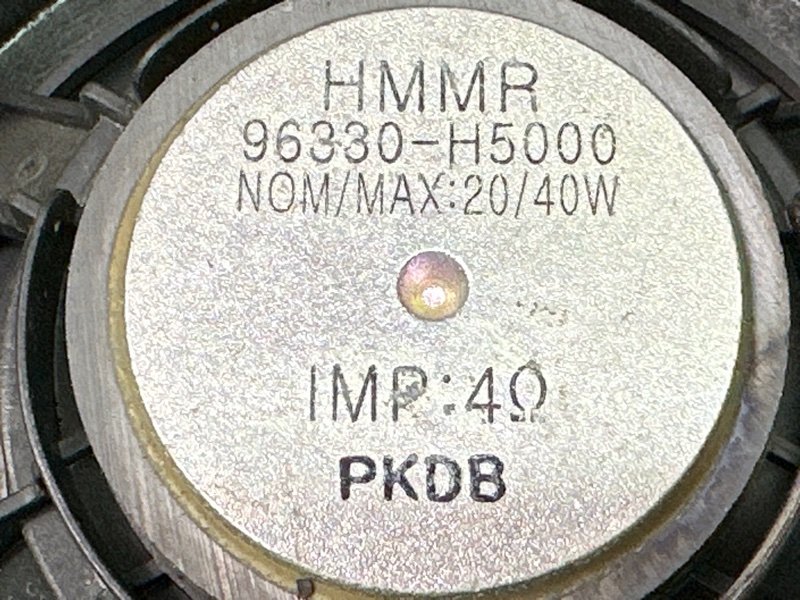 HMMR
96330-H5000
NOM/MAX:20/40W
IMP:4Ω
PKDB